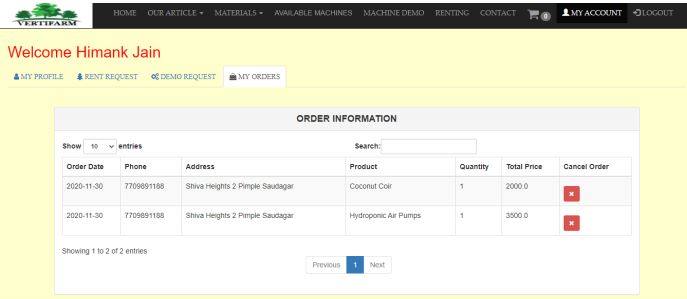 VERTIFARM HOME OUR ARTICLE MATERIALS AVAILABLE MACHINES MACHINE DEMO RENTING CONTACT 0 MY ACCOUNT LOGOUT
Welcome Himank Jain
MY PROFILE RENT REQUEST DEMO REQUEST MY ORDERS
ORDER INFORMATION
Show 10 entries Search:
Order Date Phone Address Product Quantity Total Price Cancel Order
2020-11-30 7709891188 Shiva Heights 2 Pimple Saudagar Coconut Coir 1 2000.0
2020-11-30 7709891188 Shiva Heights 2 Pimple Saudagar Hydroponic Air Pumps 1 3500.0
Showing 1 to 2 of 2 entries
Previous 1 Next